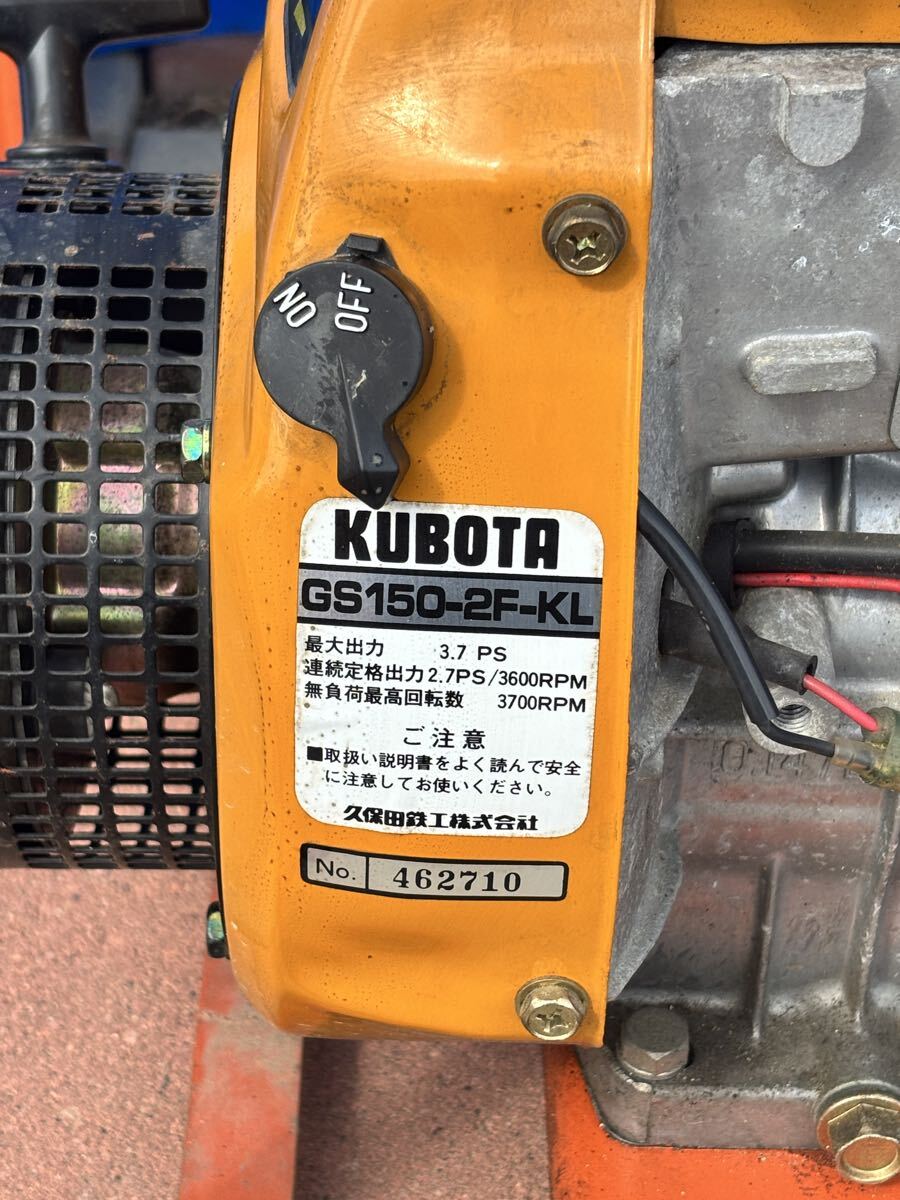 ON OFF
KUBOTA
GS150-2F-KL
最大出力 3.7 PS
連続定格出力 2.7PS/3600RPM
無負荷最高回転数 3700RPM
ご注意
■取扱い説明書をよく読んで安全
に注意してお使いください。
久保田鉄工株式会社
No. 462710